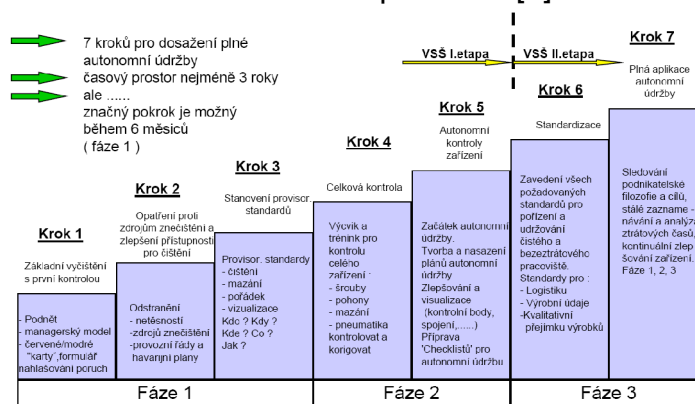 7 kroků pro dosažení plné
autonomní údržby
časový prostor nejméně 3 roky
ale ......
značný pokrok je možný
během 6 měsíců
( fáze 1 )
VSŠ I.etapa
VSŠ II.etapa
Krok 1
Základní vyčištění
s první kontrolou
- Podnět
- managerský model
- červené/modré
"karty",formulář
nahlašování poruch
Krok 2
Opatření proti
zdrojům znečištění a
zlepšení přístupnosti
pro čištění
Odstranění
- netěsností
-zdrojů znečištění
-provozní řády a
havarijní plány
Krok 3
Stanovení provisor.
standardů
Provisor. standardy
- čištění
- mazání
- pořádek
- vizualizace
Kdo ? Kdy ?
Kde ? Co ?
Jak ?
Krok 4
Celková kontrola
Výcvik a
trénink pro
kontrolu
celého
zařízení :
- šrouby
- pohony
- mazání
- pneumatika
kontrolovat a
korigovat
Krok 5
Autonomní
kontroly
zařízení
Začátek autonomní
údržby.
Tvorba a nasazení
plánů autonomní
údržby
Zlepšování a
visualizace
(kontrolní body,
spojení,......)
Příprava
'Checklistů' pro
autonomní údržbu
Krok 6
Standardizace
Zavedení všech
požadovaných
standardů pro
pořízení a
udržování
čistého a
bezeztrátového
pracoviště.
Standardy pro :
- Logistiku
- Výrobní údaje
-Kvalitativní
přejímku výrobků
Krok 7
Plná aplikace
autonomní
údržby
Sledování
podnikatelské
filozofie a cílů,
stálé zazname -
návání a analýza
ztrátových časů,
kontinuální zlep
šování zařízení.
Fáze 1, 2, 3
Fáze 1
Fáze 2
Fáze 3